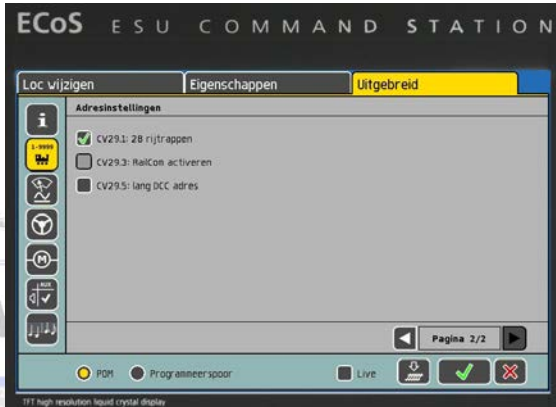 ECoS ESU COMMAND STATION
Loc wijzigen Eigenschappen Uitgebreid
Adresinstellingen
i
1-9999
CV29.1: 28 rijtrappen
CV29.3: RailCom activeren
CV29.5: lang DCC adres
M
AUX
Pagina 2/2
POM Programmeerspoor Live
TFT high resolution liquid crystal display